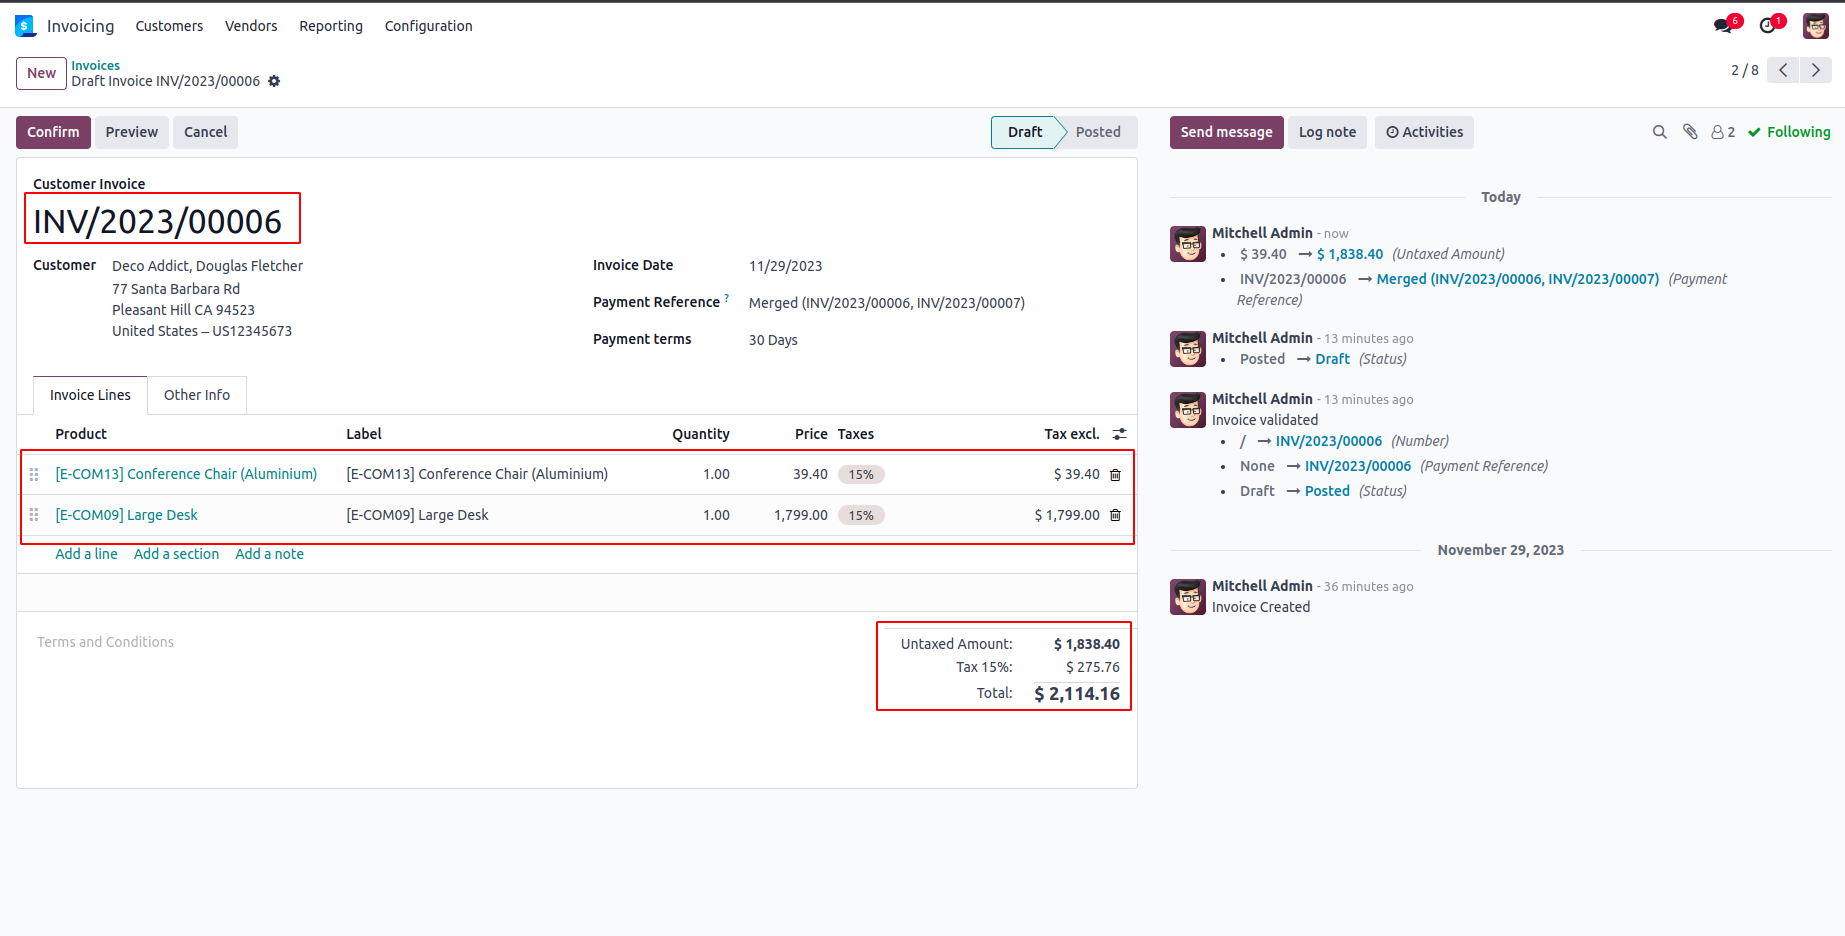 Invoicing Customers Vendors Reporting Configuration 6 1
New Invoices
Draft Invoice INV/2023/00006
2 / 8
Confirm Preview Cancel Draft Posted
Send message Log note Activities 2 Following
Customer Invoice
INV/2023/00006
Customer Deco Addict, Douglas Fletcher
77 Santa Barbara Rd
Pleasant Hill CA 94523
United States – US12345673
Invoice Date 11/29/2023
Payment Reference ? Merged (INV/2023/00006, INV/2023/00007)
Payment terms 30 Days
Invoice Lines Other Info
Product Label Quantity Price Taxes Tax excl.
[E-COM13] Conference Chair (Aluminium) [E-COM13] Conference Chair (Aluminium) 1.00 39.40 15% $ 39.40
[E-COM09] Large Desk [E-COM09] Large Desk 1.00 1,799.00 15% $ 1,799.00
Add a line Add a section Add a note
Terms and Conditions
Untaxed Amount: $ 1,838.40
Tax 15%: $ 275.76
Total: $ 2,114.16
Today
Mitchell Admin - now
• $ 39.40 → $ 1,838.40 (Untaxed Amount)
• INV/2023/00006 → Merged (INV/2023/00006, INV/2023/00007) (Payment
Reference)
Mitchell Admin - 13 minutes ago
• Posted → Draft (Status)
Mitchell Admin - 13 minutes ago
Invoice validated
• / → INV/2023/00006 (Number)
• None → INV/2023/00006 (Payment Reference)
• Draft → Posted (Status)
November 29, 2023
Mitchell Admin - 36 minutes ago
Invoice Created